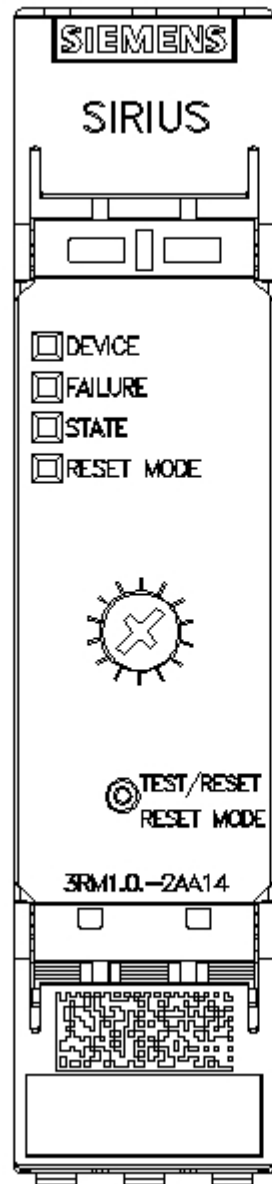 SIEMENS
SIRIUS
DEVICE
FAILURE
STATE
RESET MODE
TEST/RESET
RESET MODE
3RM1.0.-2AA14